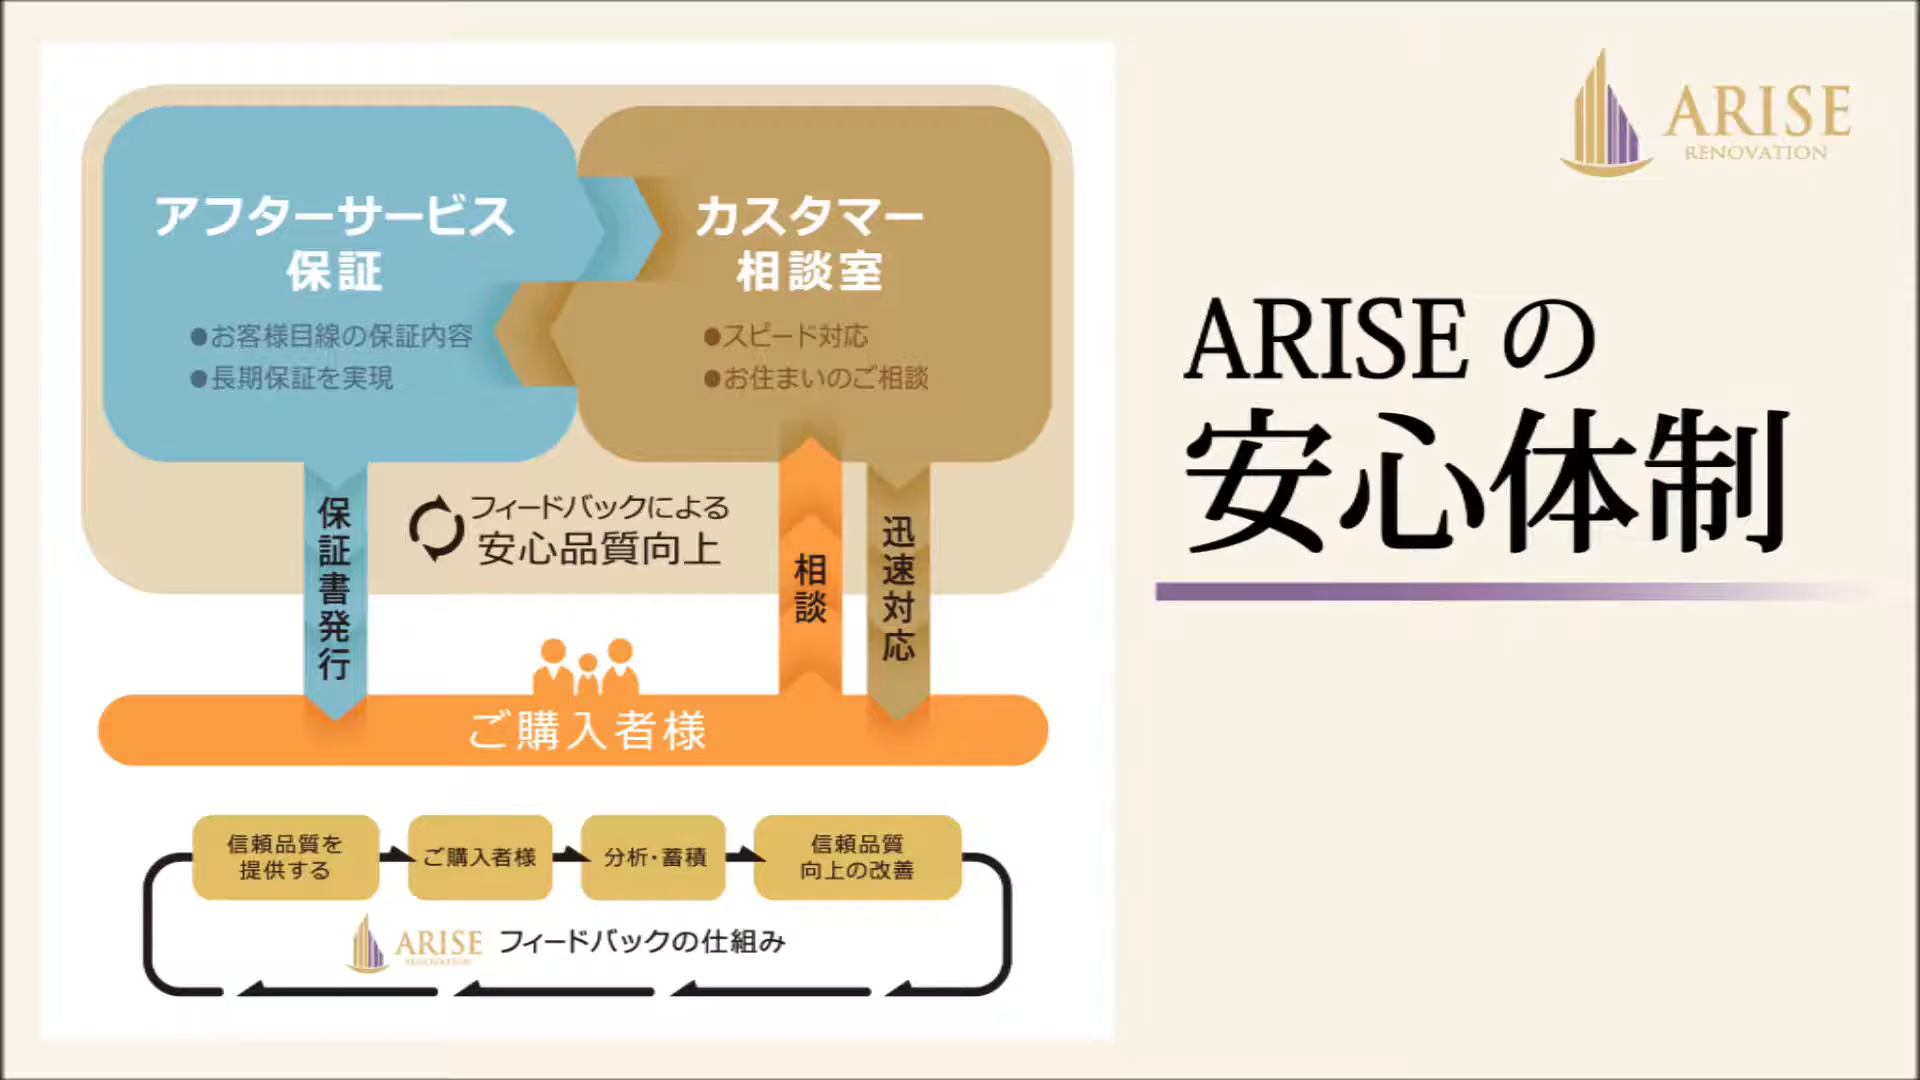 アフターサービス
保証
●お客様目線の保証内容
●長期保証を実現
カスタマー
相談室
●スピード対応
●お住まいのご相談
保証書発行
フィードバックによる
安心品質向上
相談
迅速対応
ご購入者様
信頼品質を
提供する
ご購入者様
分析・蓄積
信頼品質
向上の改善
ARISE
RENOVATION
フィードバックの仕組み
ARISE
RENOVATION
ARISE の
安心体制